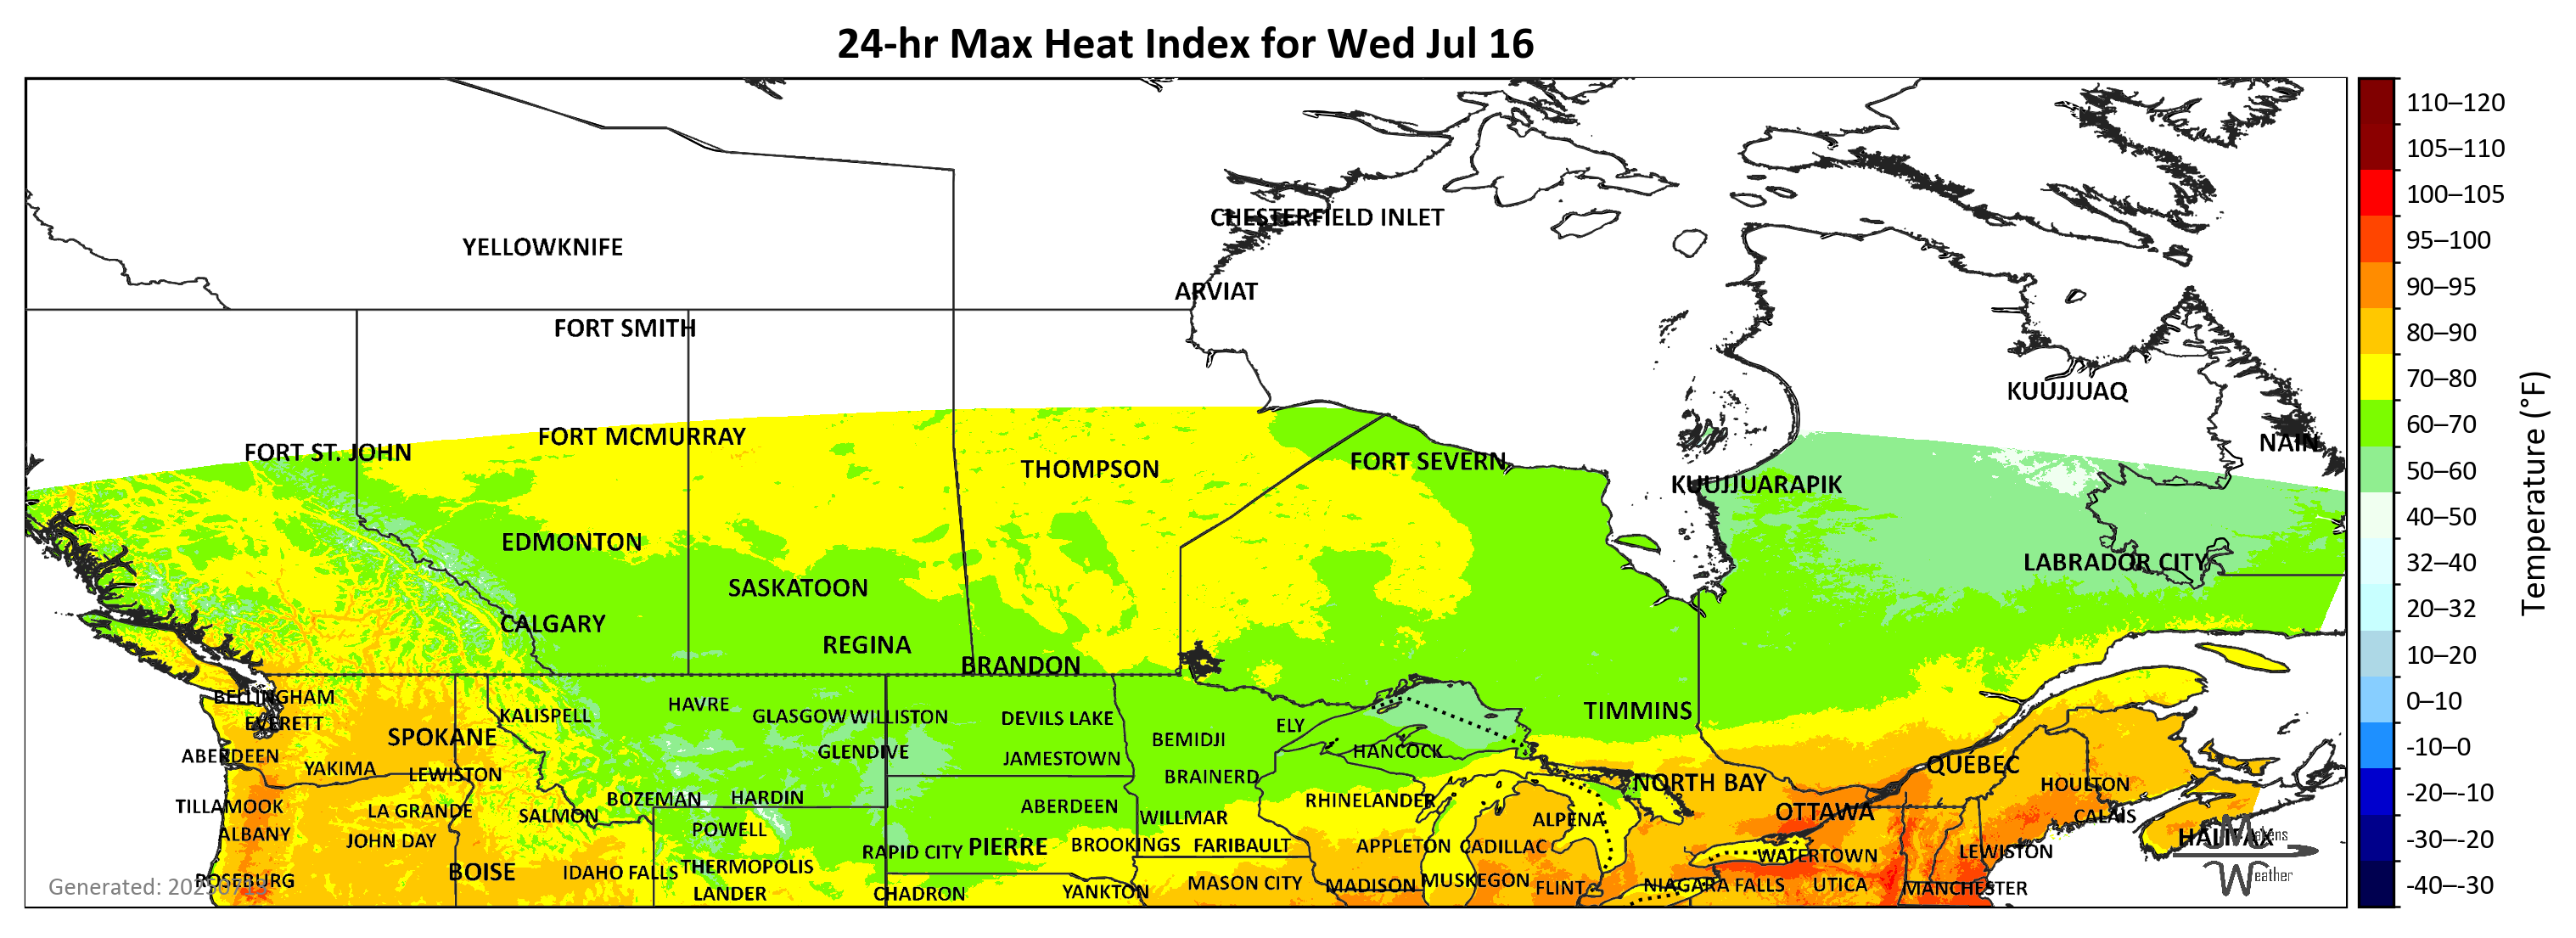 24-hr Max Heat Index for Wed Jul 16
110–120
105–110
100–105
95–100
90–95
80–90
70–80
60–70
50–60
40–50
32–40
20–32
10–20
0–10
-10–0
-20–-10
-30–-20
-40–-30
Temperature (°F)
CHESTERFIELD INLET
YELLOWKNIFE
ARVIAT
FORT SMITH
KUUJJUAQ
NAIN
FORT MCMURRAY
FORT ST. JOHN
THOMPSON
FORT SEVERN
KUUJJUARAPIK
EDMONTON
LABRADOR CITY
SASKATOON
CALGARY
REGINA
BRANDON
BELLINGHAM
HAVRE
TIMMINS
KALISPELL
GLASGOW
WILLISTON
DEVILS LAKE
EVERETT
ELY
SPOKANE
BEMIDJI
GLENDIVE
HANCOCK
ABERDEEN
JAMESTOWN
QUÉBEC
YAKIMA
LEWISTON
BRAINERD
NORTH BAY
HOULTON
BOZEMAN
HARDIN
RHINELANDER
TILLAMOOK
ABERDEEN
LA GRANDE
OTTAWA
SALMON
WILLMAR
ALPENA
CALAIS
POWELL
ALBANY
HALIFAX
JOHN DAY
PIERRE
BROOKINGS
FARIBAULT
APPLETON
CADILLAC
RAPID CITY
LEWISTON
WATERTOWN
THERMOPOLIS
BOISE
IDAHO FALLS
ROSEBURG
MUSKEGON
MASON CITY
MADISON
FLINT
NIAGARA FALLS
UTICA
MANCHESTER
LANDER
CHADRON
YANKTON
Weather